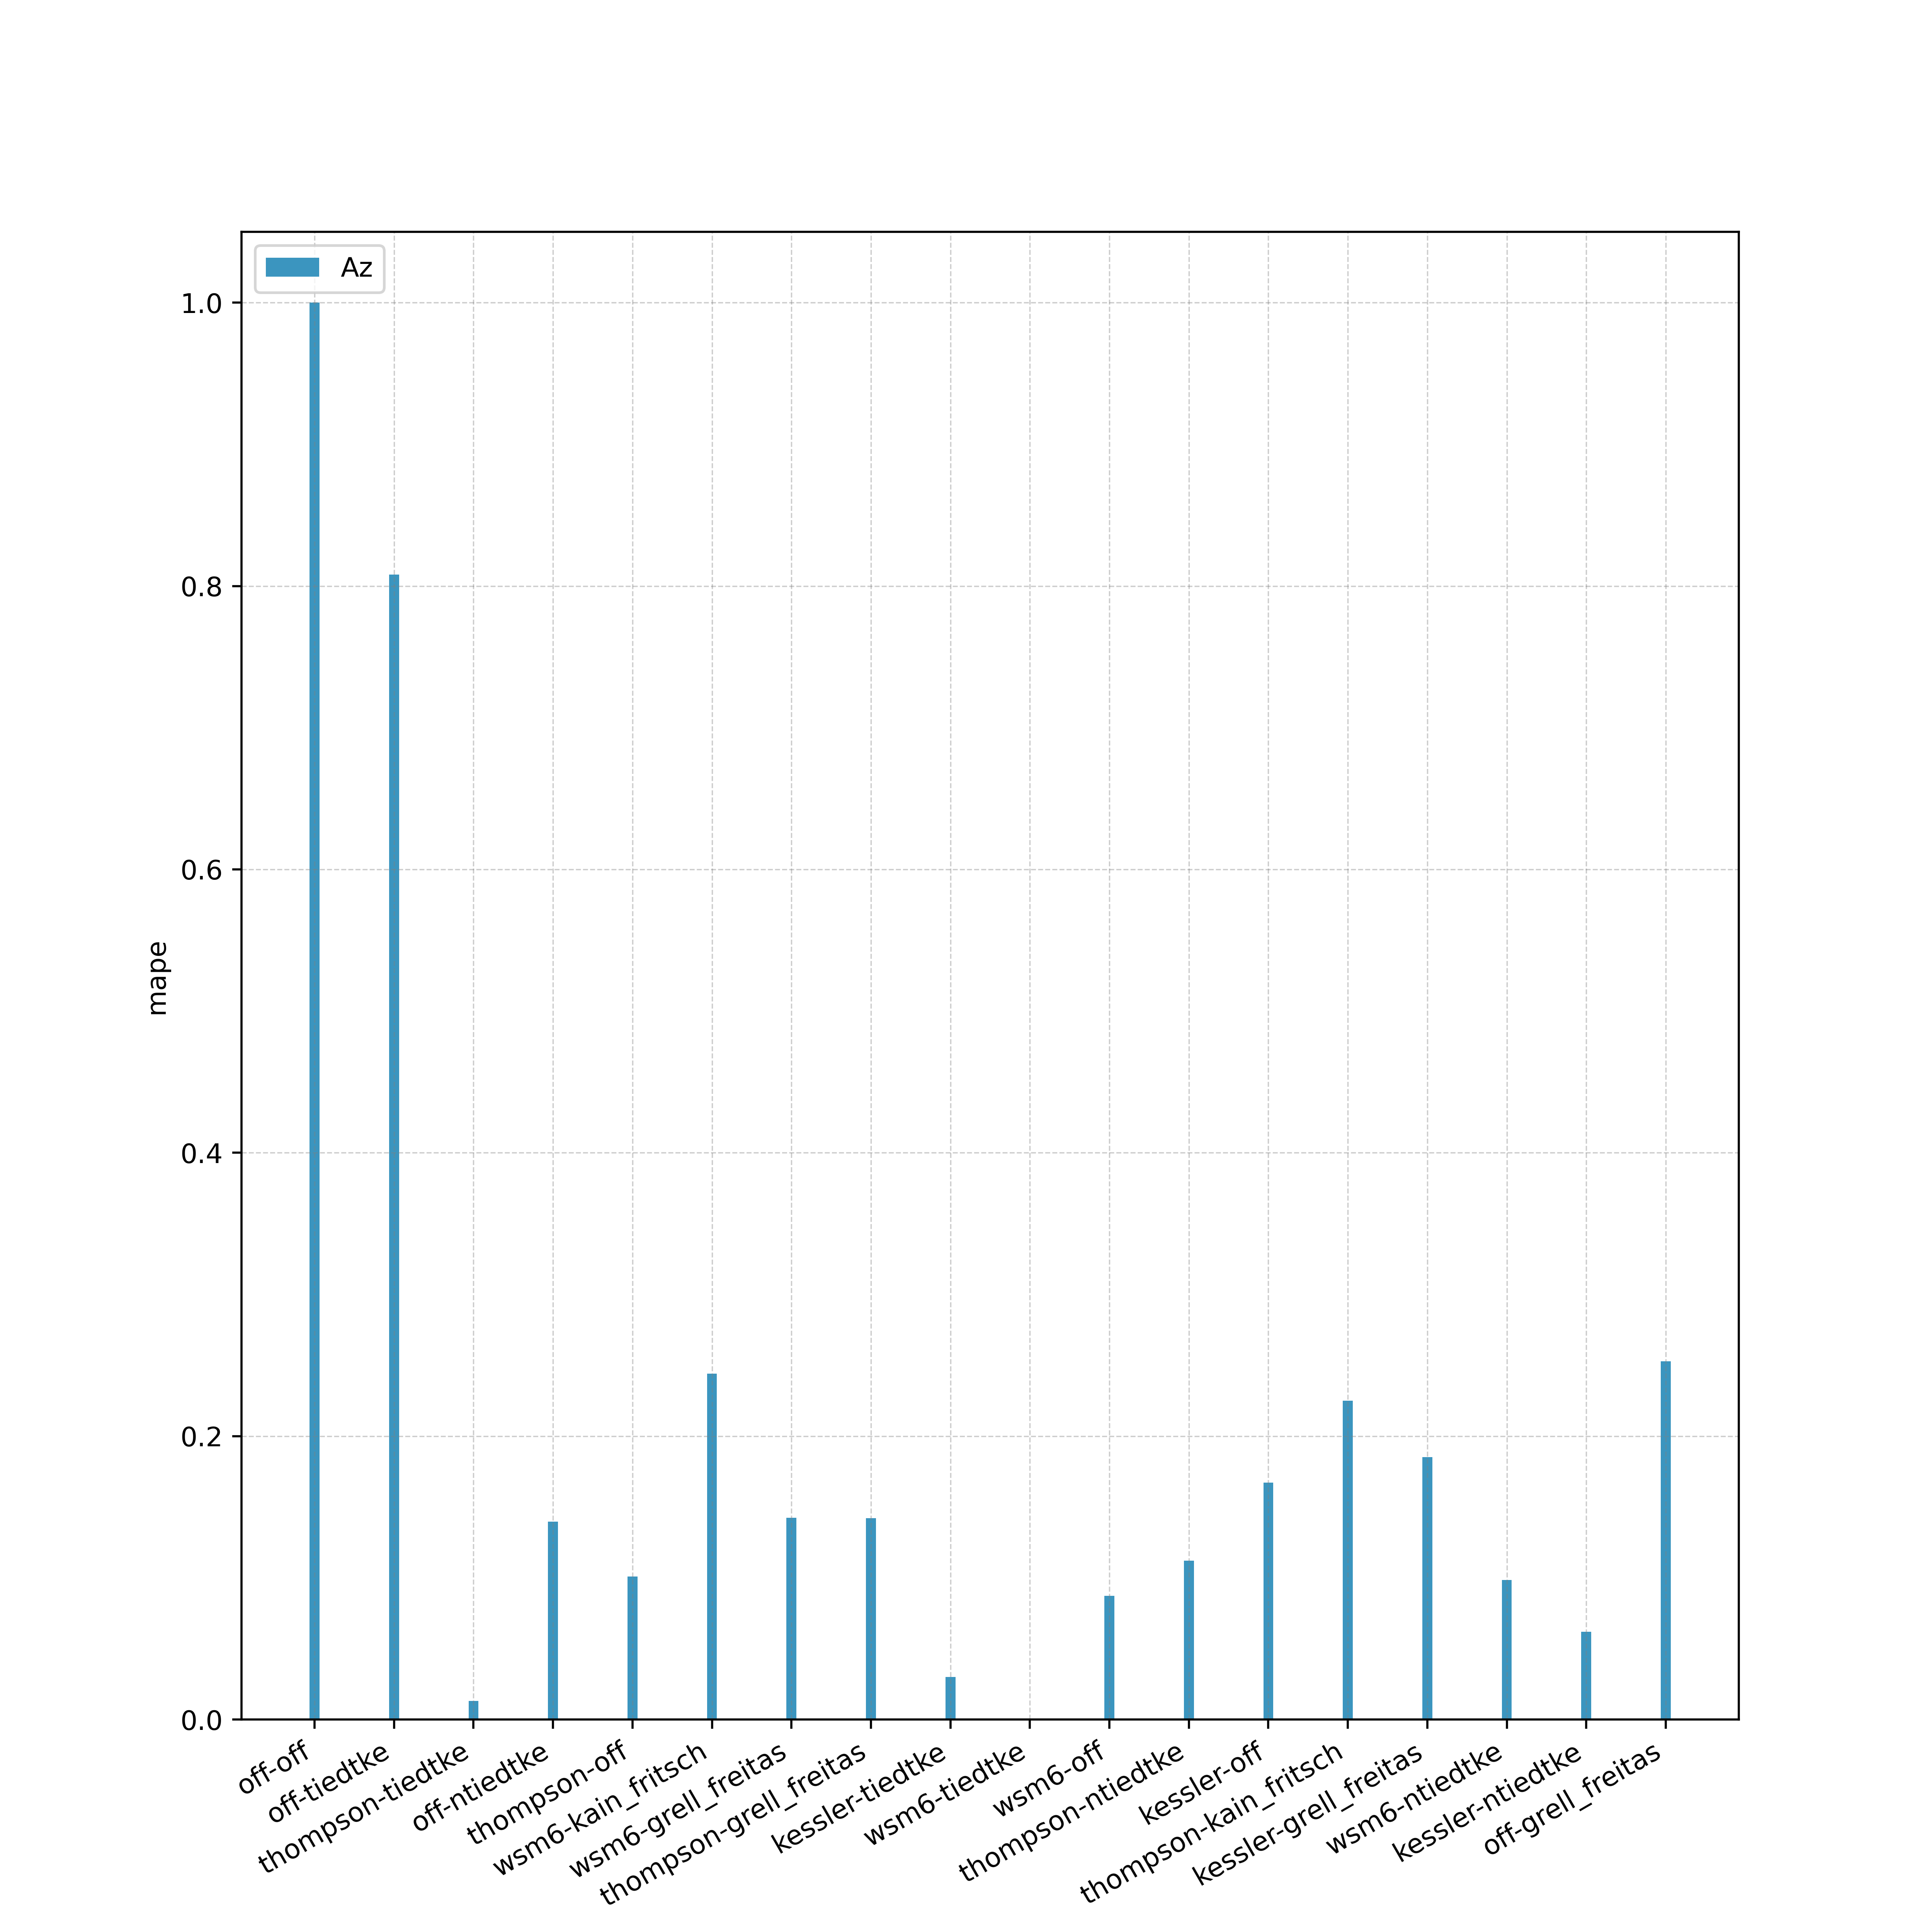 Az
1.0
0.8
0.6
0.4
0.2
0.0
mape
off-off
off-tiedtke
thompson-tiedtke
off-ntiedtke
thompson-off
wsm6-kain_fritsch
wsm6-grell_freitas
thompson-grell_freitas
kessler-tiedtke
wsm6-tiedtke
wsm6-off
thompson-ntiedtke
kessler-off
thompson-kain_fritsch
kessler-grell_freitas
wsm6-ntiedtke
kessler-ntiedtke
off-grell_freitas